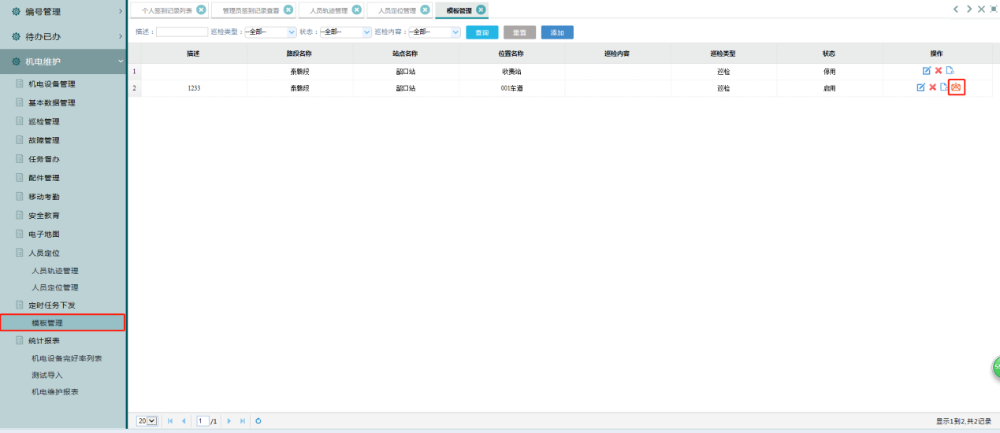 编号管理
待办已办
机电维护
机电设备管理
基本数据管理
巡检管理
故障管理
任务督办
配件管理
移动考勤
安全教育
电子地图
人员定位
人员轨迹管理
人员定位管理
定时任务下发
模板管理
统计报表
机电设备完好率列表
测试导入
机电维护报表
个人签到记录列表 管理员签到记录查看 人员轨迹管理 人员定位管理 模板管理
描述： 巡检类型： --全部-- 状态： --全部-- 巡检内容： --全部-- 查询 重置 添加
描述 路段名称 站点名称 位置名称 巡检内容 巡检类型 状态 操作
1 泰赣段 韶口站 收费站 巡检 停用
2 1233 泰赣段 韶口站 001车道 巡检 启用
20 1 /1 显示1到2,共2记录